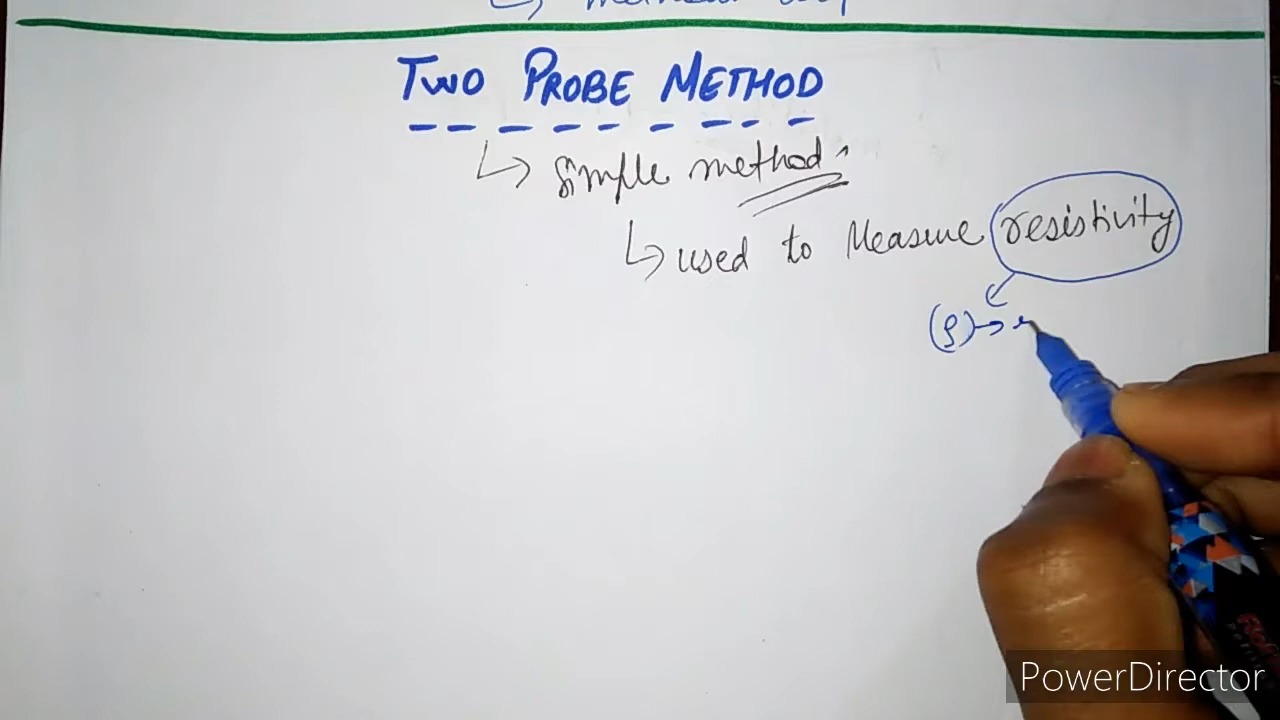 TWO PROBE METHOD
↳ Simple method.
↳ used to Measure resistivity
(ρ) →
PowerDirector